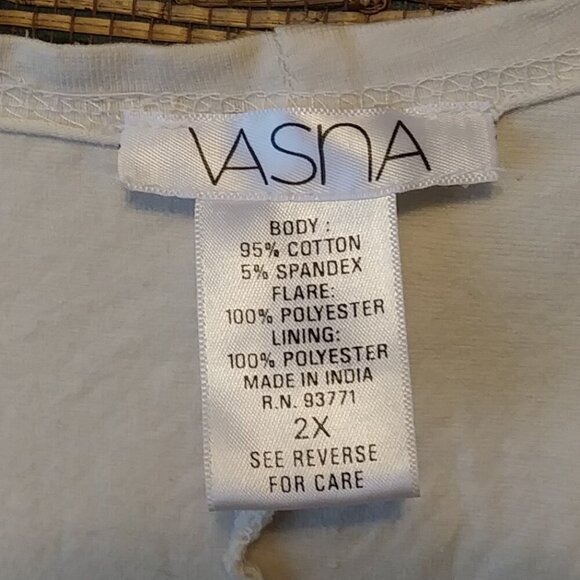 VASNA
BODY :
95% COTTON
5% SPANDEX
FLARE:
100% POLYESTER
LINING:
100% POLYESTER
MADE IN INDIA
R.N. 93771
2X
SEE REVERSE
FOR CARE